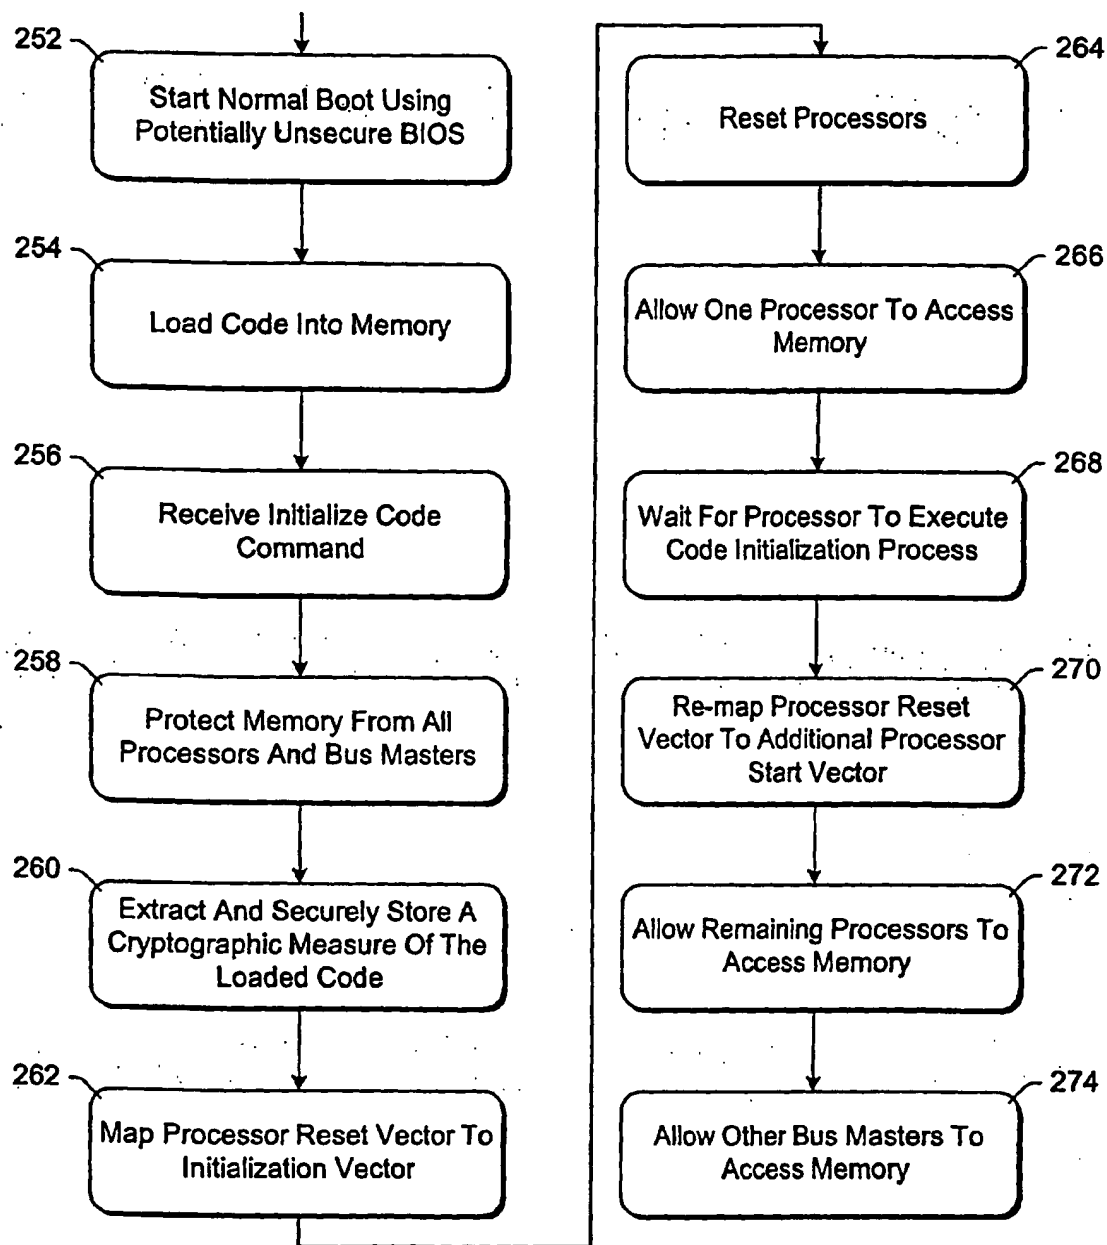 252
Start Normal Boot Using
Potentially Unsecure BIOS
254
Load Code Into Memory
256
Receive Initialize Code
Command
258
Protect Memory From All
Processors And Bus Masters
260
Extract And Securely Store A
Cryptographic Measure Of The
Loaded Code
262
Map Processor Reset Vector To
Initialization Vector
264
Reset Processors
266
Allow One Processor To Access
Memory
268
Wait For Processor To Execute
Code Initialization Process
270
Re-map Processor Reset
Vector To Additional Processor
Start Vector
272
Allow Remaining Processors To
Access Memory
274
Allow Other Bus Masters To
Access Memory